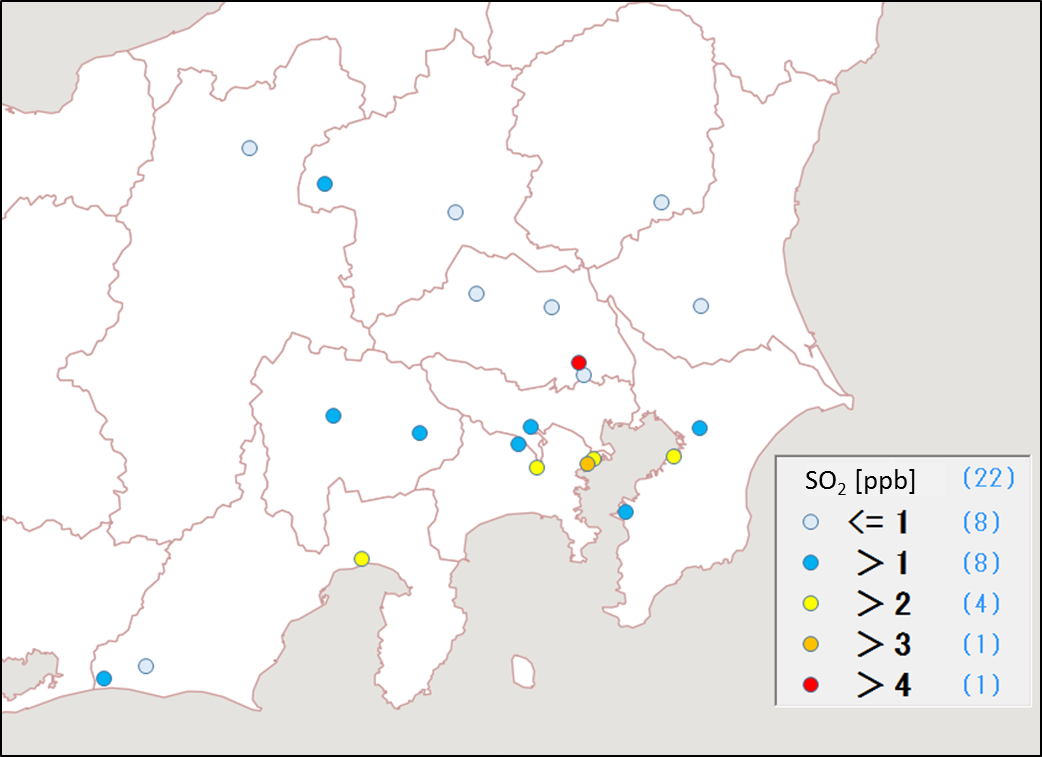 SO2 [ppb] (22)
<= 1 (8)
> 1 (8)
> 2 (4)
> 3 (1)
> 4 (1)